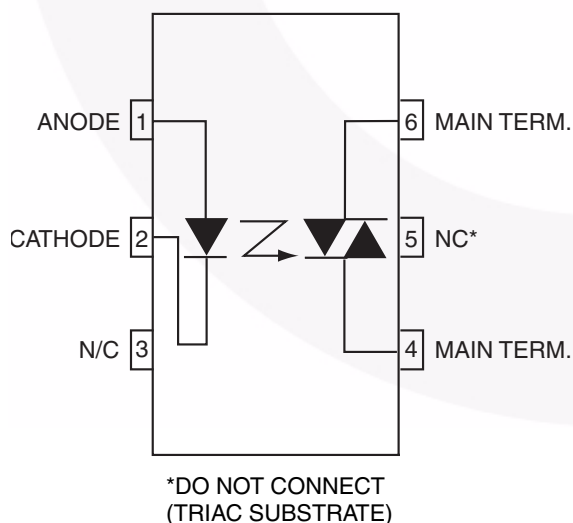 ANODE 1
6 MAIN TERM.
CATHODE 2
5 NC*
N/C 3
4 MAIN TERM.
*DO NOT CONNECT
(TRIAC SUBSTRATE)